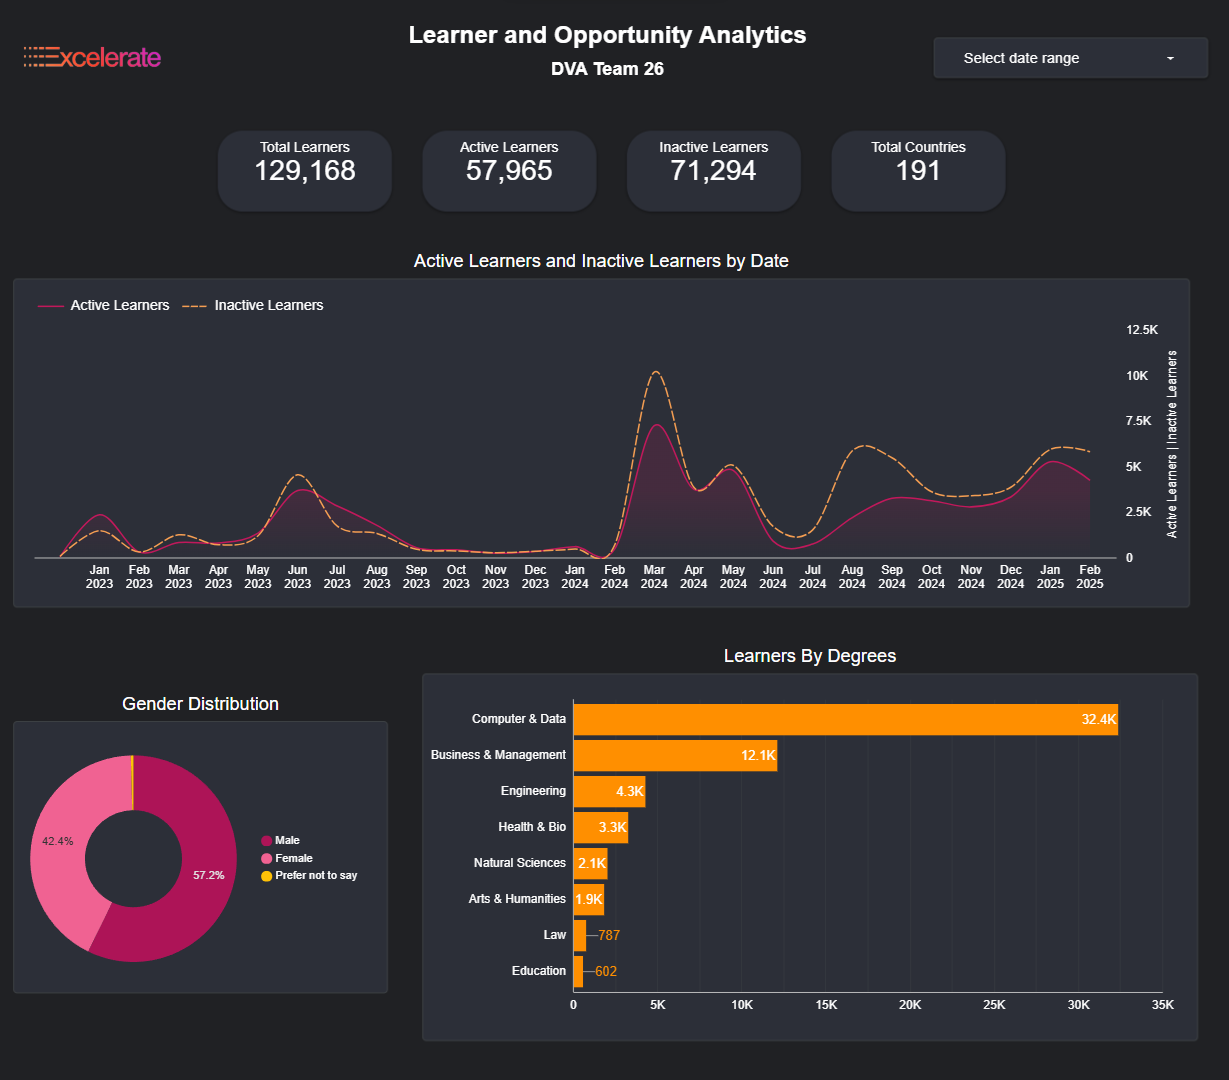 Excelerate
Learner and Opportunity Analytics
DVA Team 26
Select date range
Total Learners
129,168
Active Learners
57,965
Inactive Learners
71,294
Total Countries
191
Active Learners and Inactive Learners by Date
Active Learners
Inactive Learners
12.5K
10K
7.5K
5K
2.5K
0
Active Learners | Inactive Learners
Jan 2023
Feb 2023
Mar 2023
Apr 2023
May 2023
Jun 2023
Jul 2023
Aug 2023
Sep 2023
Oct 2023
Nov 2023
Dec 2023
Jan 2024
Feb 2024
Mar 2024
Apr 2024
May 2024
Jun 2024
Jul 2024
Aug 2024
Sep 2024
Oct 2024
Nov 2024
Dec 2024
Jan 2025
Feb 2025
Gender Distribution
42.4%
57.2%
Male
Female
Prefer not to say
Learners By Degrees
Computer & Data 32.4K
Business & Management 12.1K
Engineering 4.3K
Health & Bio 3.3K
Natural Sciences 2.1K
Arts & Humanities 1.9K
Law 787
Education 602
0 5K 10K 15K 20K 25K 30K 35K